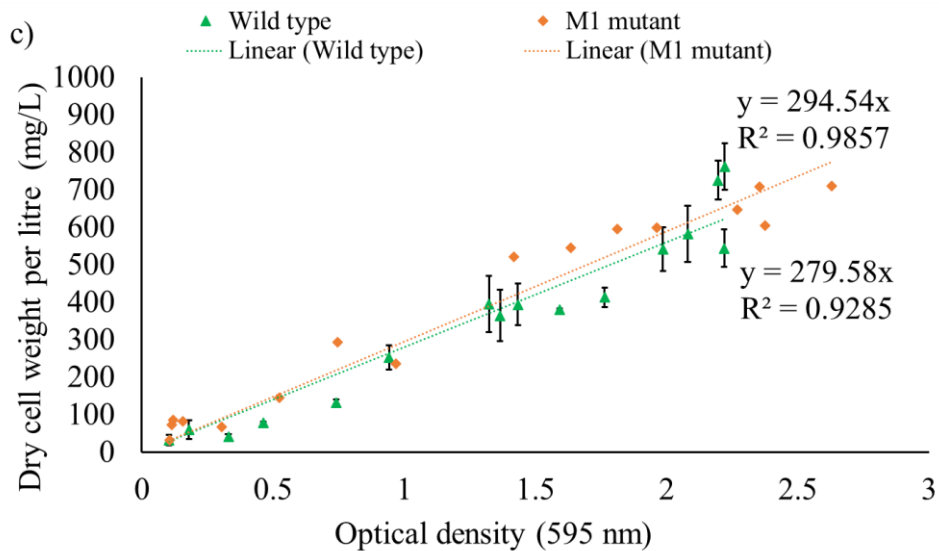 c)
Wild type
M1 mutant
Linear (Wild type)
Linear (M1 mutant)
Dry cell weight per litre (mg/L)
1000
900
800
700
600
500
400
300
200
100
0
y = 294.54x
R² = 0.9857
y = 279.58x
R² = 0.9285
0
0.5
1
1.5
2
2.5
3
Optical density (595 nm)